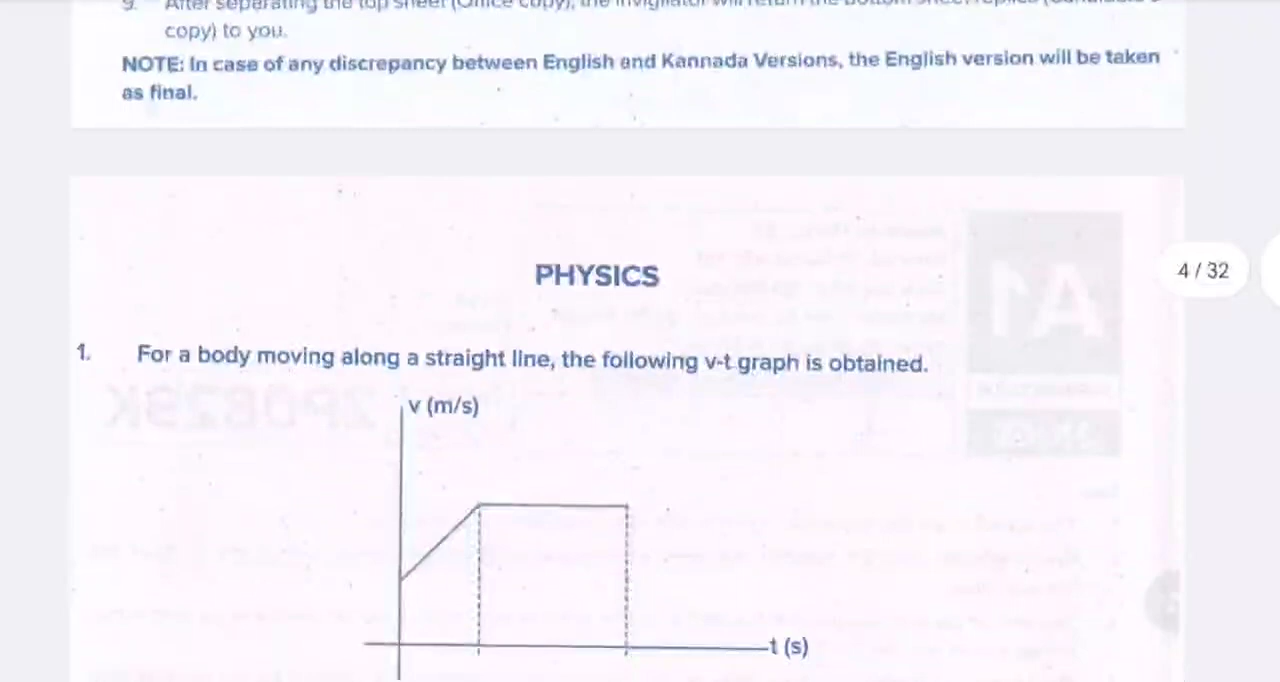 copy) to you.
NOTE: In case of any discrepancy between English and Kannada Versions, the English version will be taken
as final.
PHYSICS
4 / 32
1. For a body moving along a straight line, the following v-t graph is obtained.
v (m/s)
t (s)